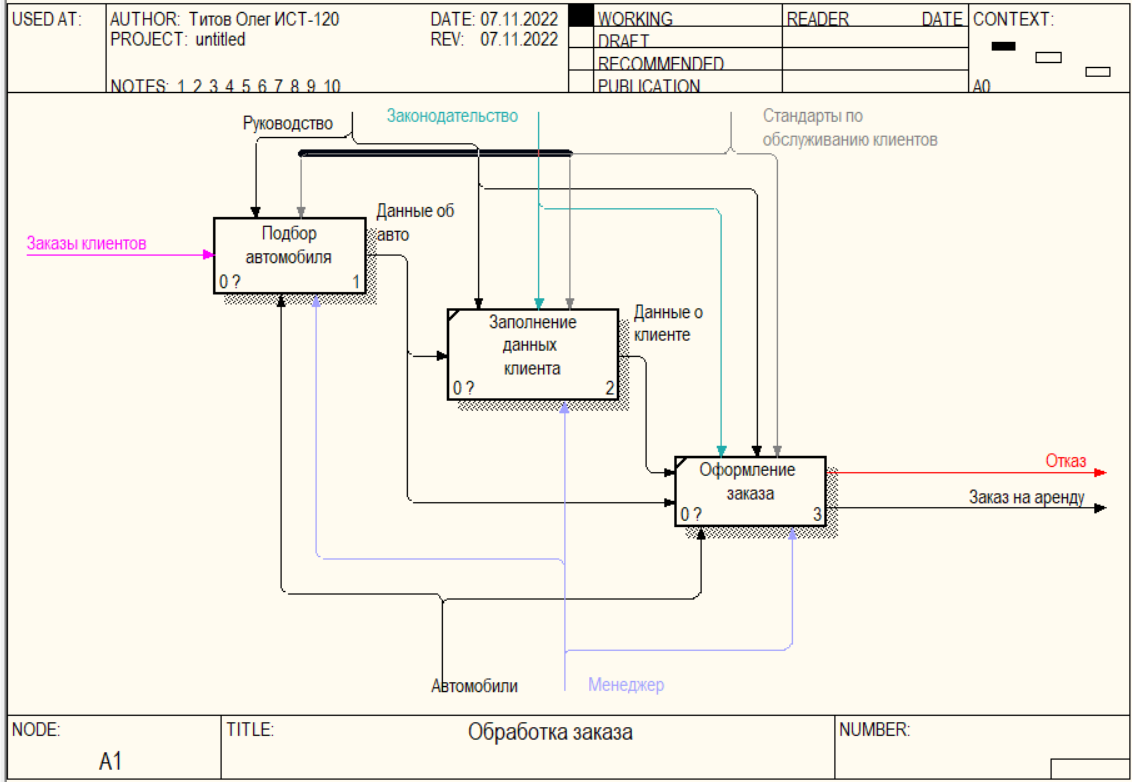 USED AT:
AUTHOR: Титов Олег ИСТ-120
DATE: 07.11.2022
PROJECT: untitled
REV: 07.11.2022
NOTES: 1 2 3 4 5 6 7 8 9 10
WORKING
DRAFT
RECOMMENDED
PUBLICATION
READER
DATE
CONTEXT:
A0
Руководство
Законодательство
Стандарты по
обслуживанию клиентов
Заказы клиентов
Данные об
авто
Подбор
автомобиля
0 ?
1
Данные о
клиенте
Заполнение
данных
клиента
0 ?
2
Оформление
заказа
0 ?
3
Отказ
Заказ на аренду
Автомобили
Менеджер
NODE:
A1
TITLE:
Обработка заказа
NUMBER: